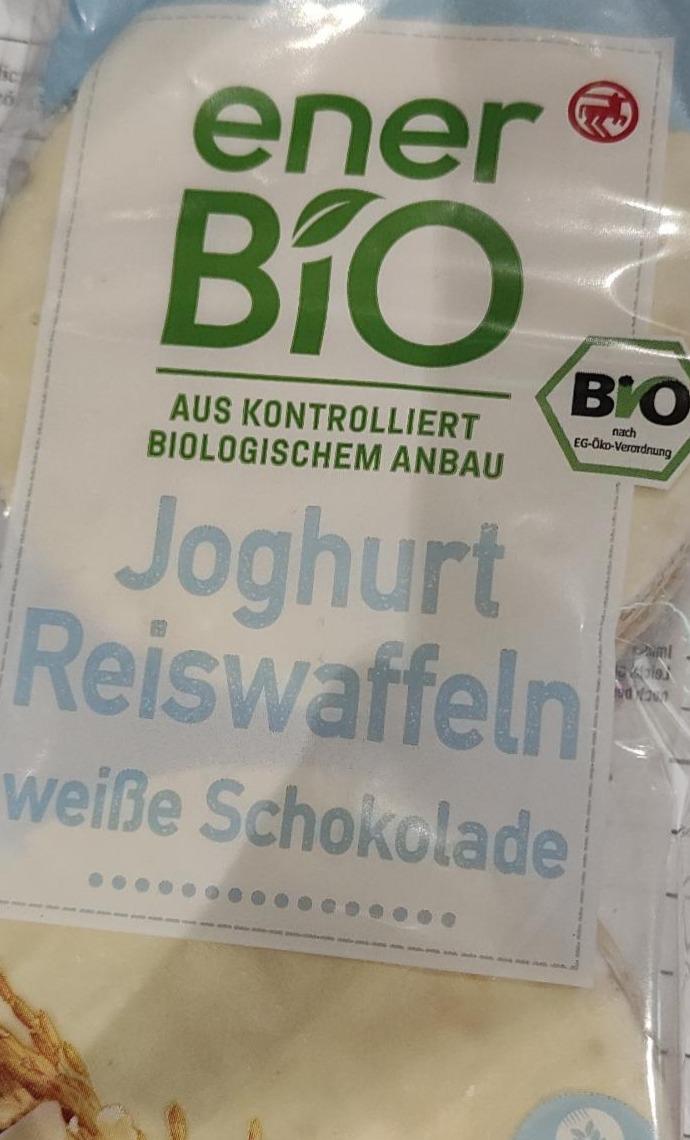 ener
BiO
AUS KONTROLLIERT
BIOLOGISCHEM ANBAU
BiO
nach
EG-Öko-Verordnung
Joghurt
Reiswaffeln
weiße Schokolade